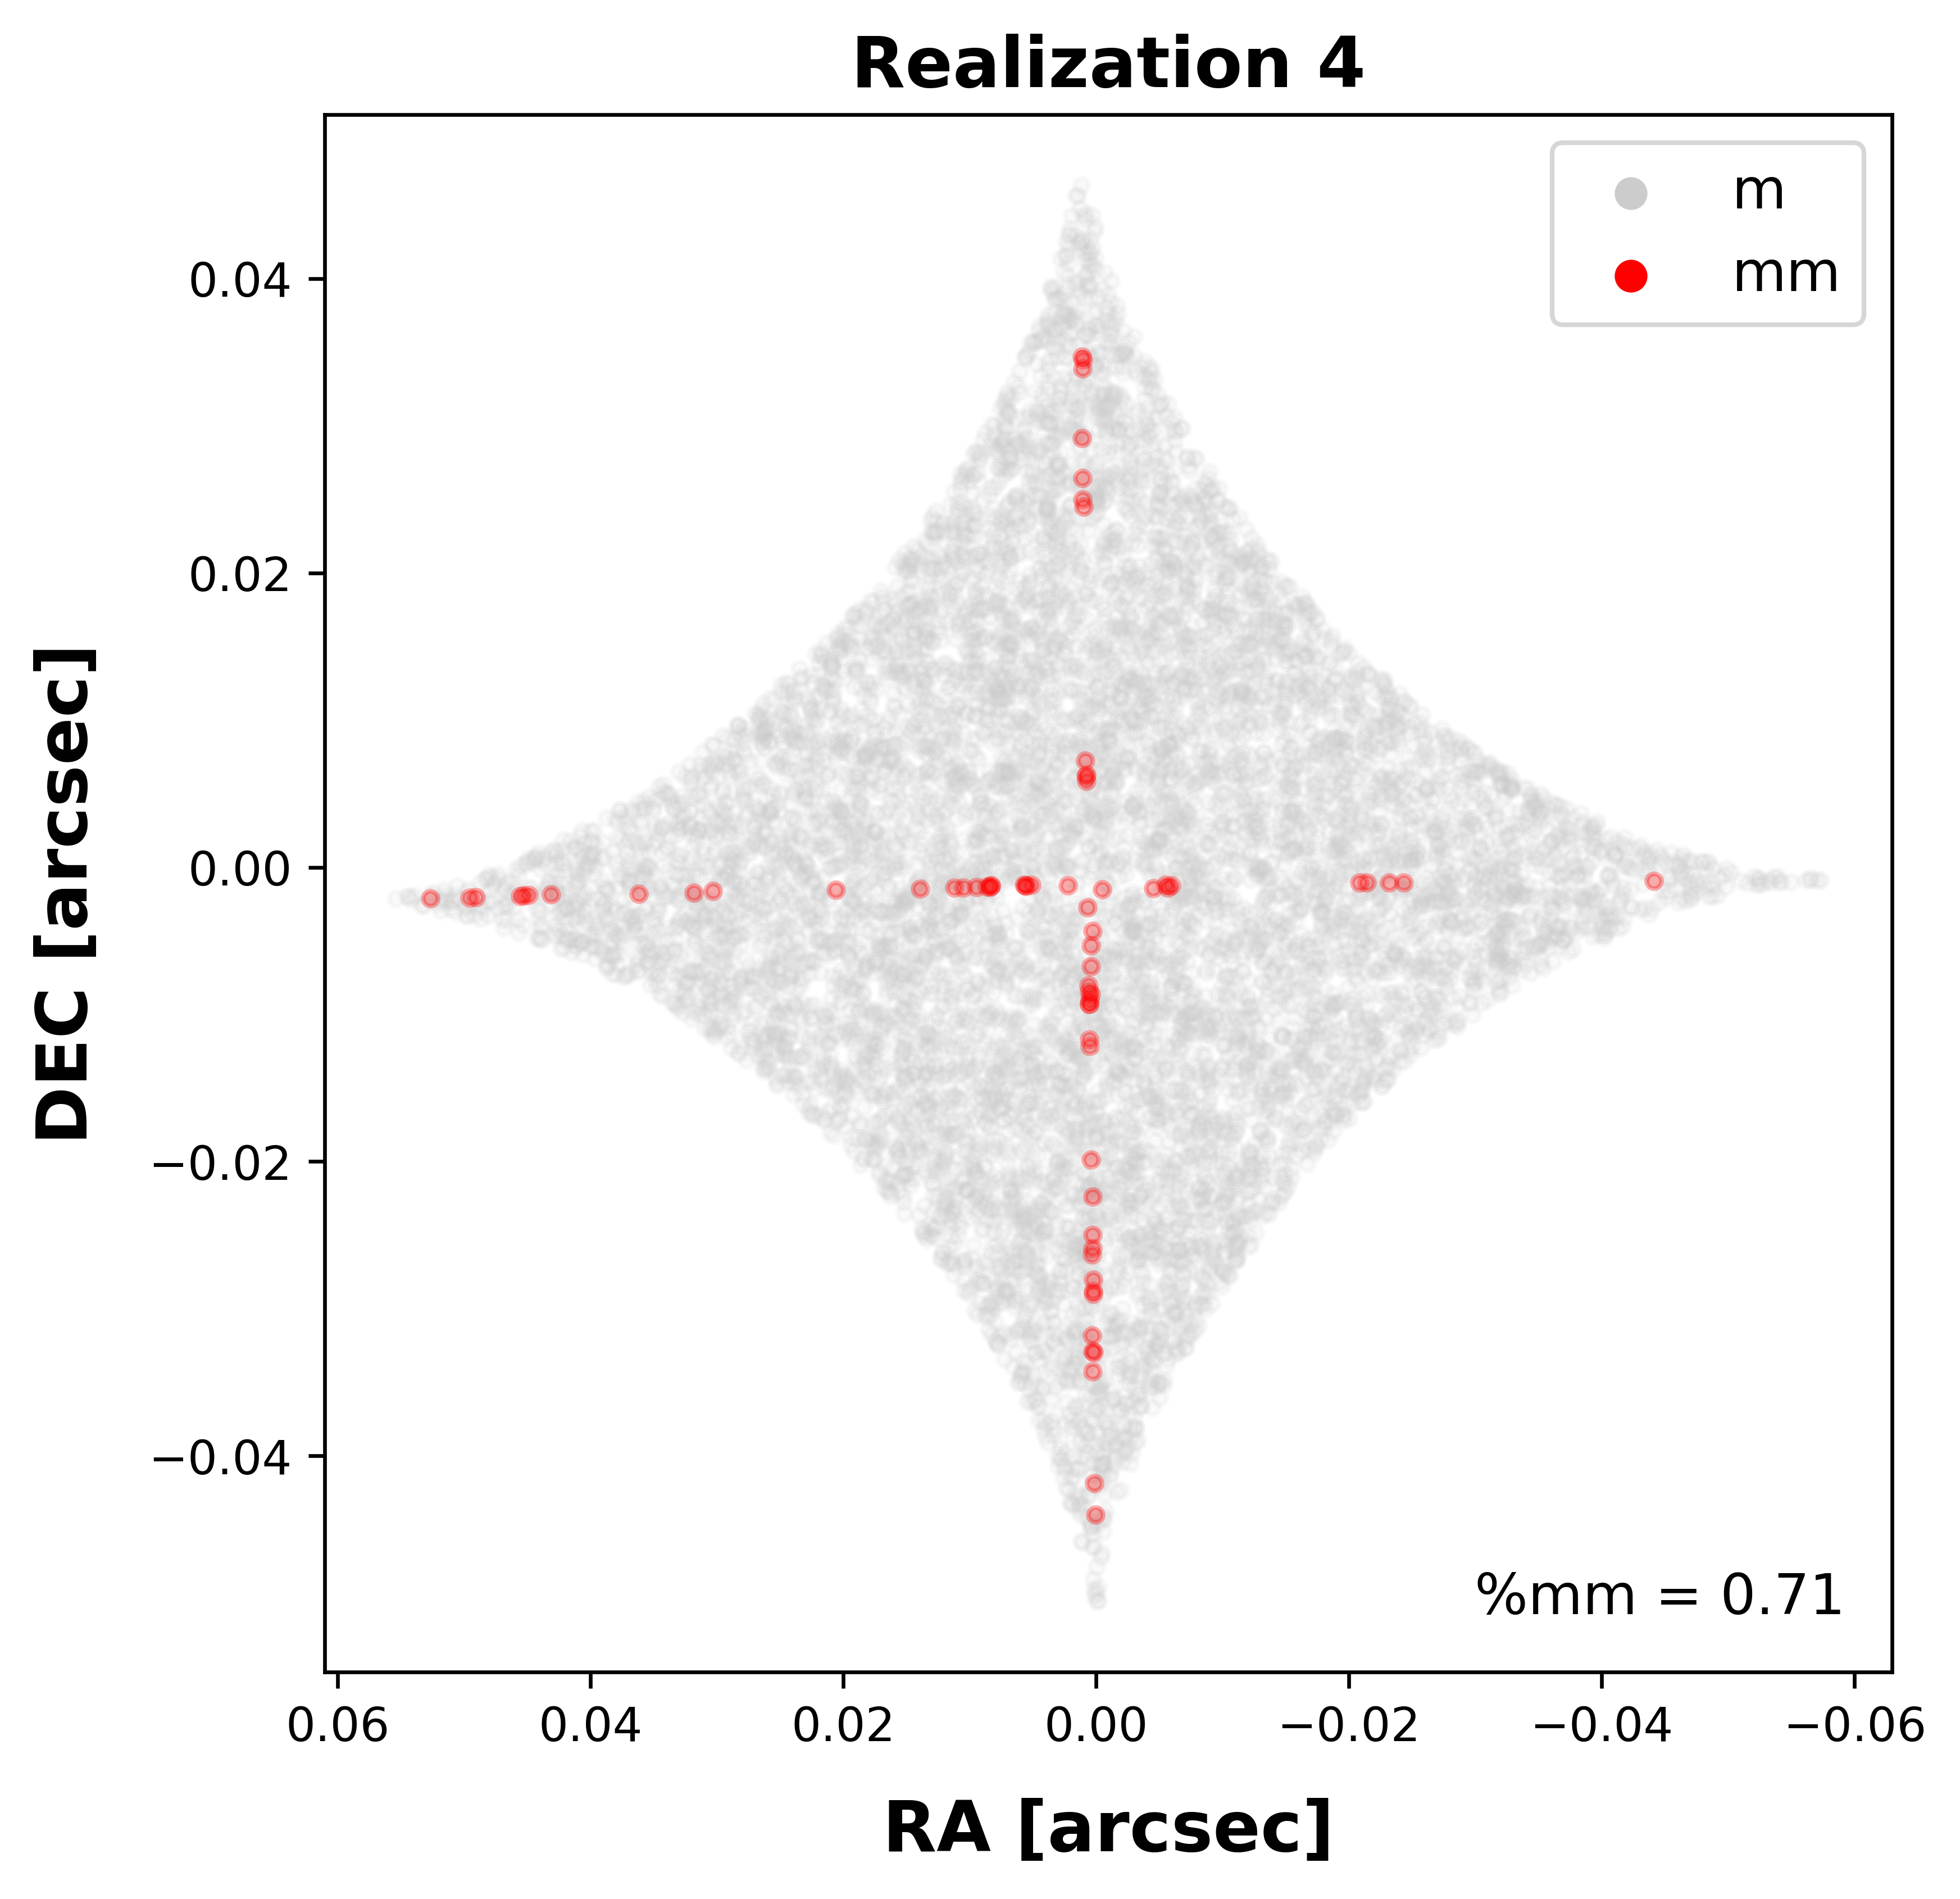 Realization 4
m
mm
0.04
0.02
0.00
−0.02
−0.04
DEC [arcsec]
%mm = 0.71
0.06 0.04 0.02 0.00 −0.02 −0.04 −0.06
RA [arcsec]